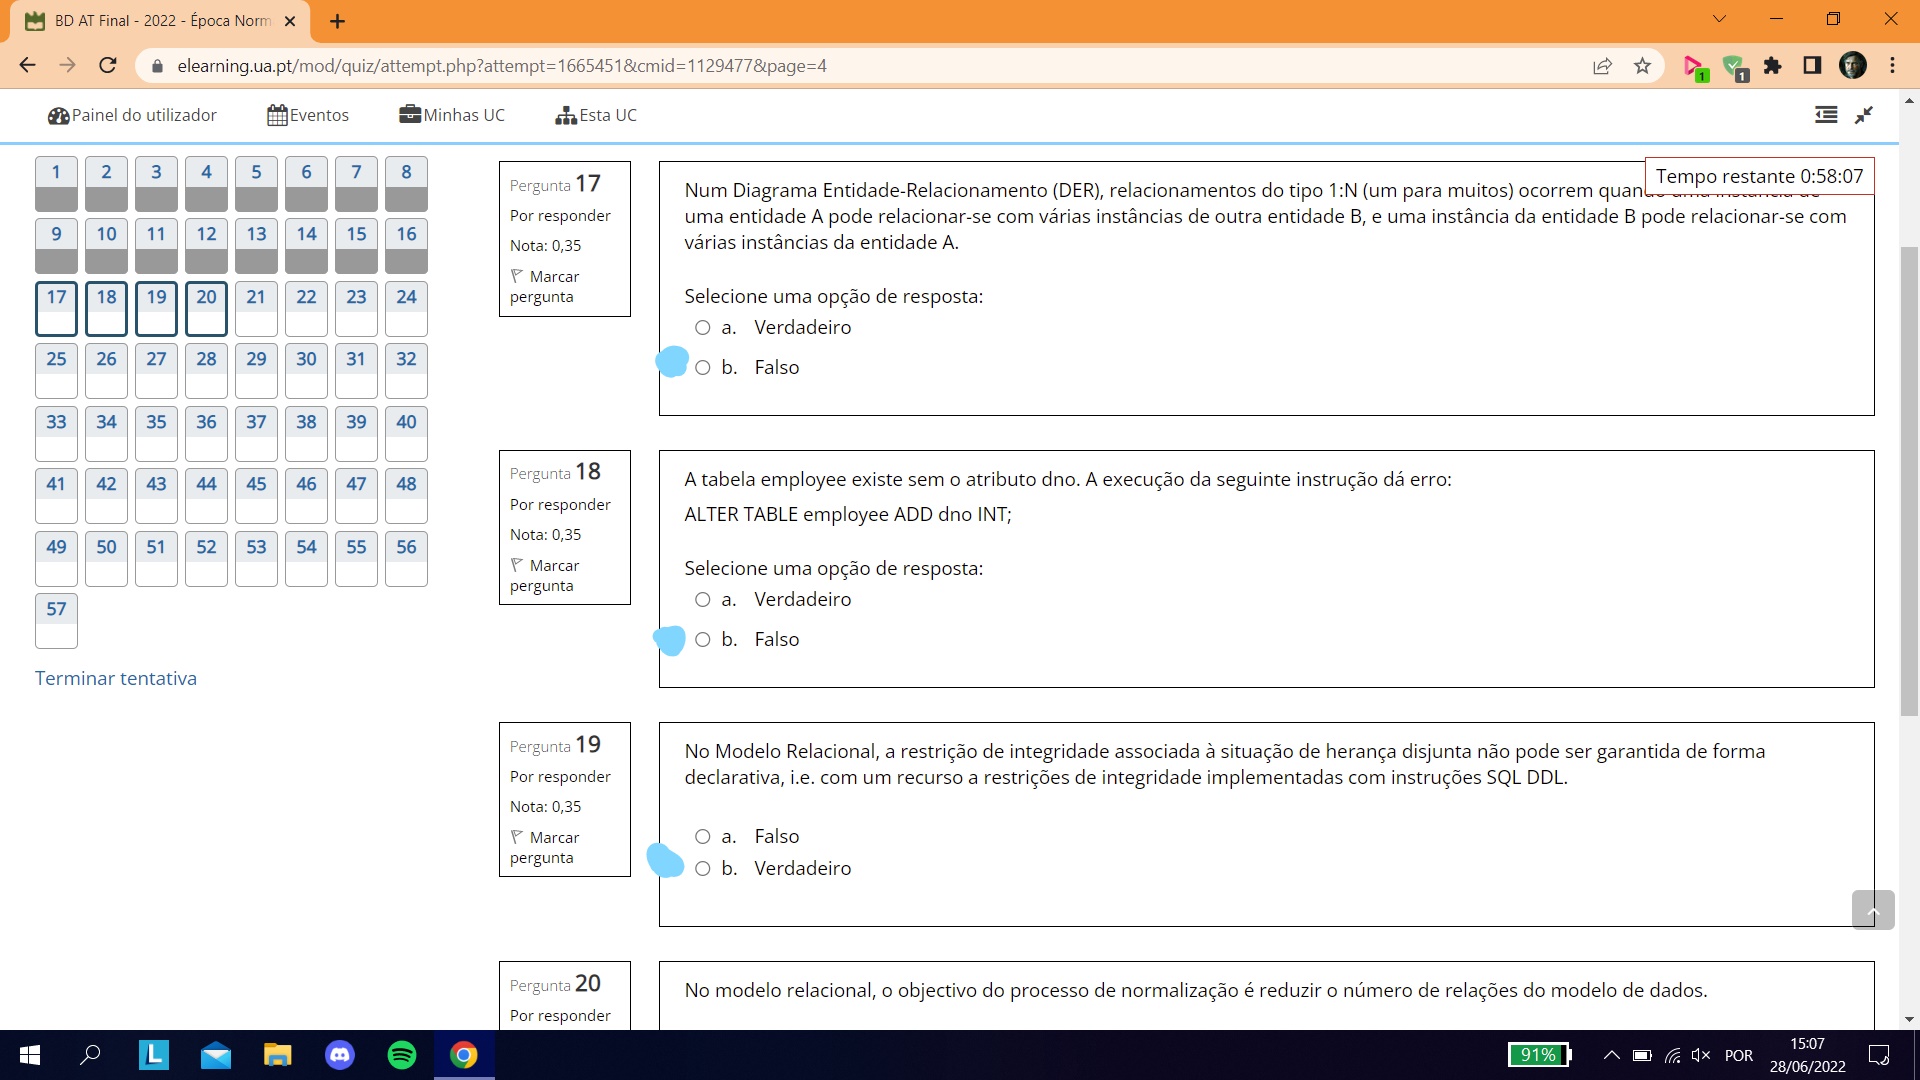 BD AT Final - 2022 - Época Norm
elearning.ua.pt/mod/quiz/attempt.php?attempt=1665451&cmid=1129477&page=4
1
1
Painel do utilizador
Eventos
Minhas UC
Esta UC
1 2 3 4 5 6 7 8
9 10 11 12 13 14 15 16
17 18 19 20 21 22 23 24
25 26 27 28 29 30 31 32
33 34 35 36 37 38 39 40
41 42 43 44 45 46 47 48
49 50 51 52 53 54 55 56
57
Terminar tentativa
Tempo restante 0:58:07
Pergunta 17
Por responder
Nota: 0,35
Marcar
pergunta
Num Diagrama Entidade-Relacionamento (DER), relacionamentos do tipo 1:N (um para muitos) ocorrem
uma entidade A pode relacionar-se com várias instâncias de outra entidade B, e uma instância da entidade B pode relacionar-se com
várias instâncias da entidade A.
Selecione uma opção de resposta:
a. Verdadeiro
b. Falso
Pergunta 18
Por responder
Nota: 0,35
Marcar
pergunta
A tabela employee existe sem o atributo dno. A execução da seguinte instrução dá erro:
ALTER TABLE employee ADD dno INT;
Selecione uma opção de resposta:
a. Verdadeiro
b. Falso
Pergunta 19
Por responder
Nota: 0,35
Marcar
pergunta
No Modelo Relacional, a restrição de integridade associada à situação de herança disjunta não pode ser garantida de forma
declarativa, i.e. com um recurso a restrições de integridade implementadas com instruções SQL DDL.
a. Falso
b. Verdadeiro
Pergunta 20
Por responder
No modelo relacional, o objectivo do processo de normalização é reduzir o número de relações do modelo de dados.
L
91%
POR
15:07
28/06/2022